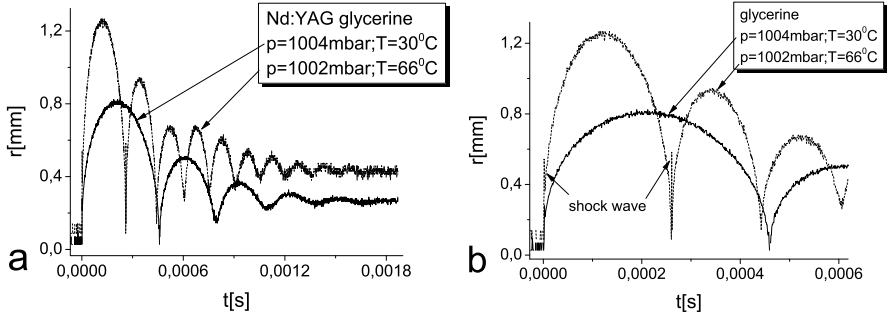 Nd:YAG glycerine
p=1004mbar;T=30⁰C
p=1002mbar;T=66⁰C
1,2
0,8
0,4
0,0
r[mm]
0,0000 0,0006 0,0012 0,0018
t[s]
a
glycerine
p=1004mbar;T=30⁰C
p=1002mbar;T=66⁰C
1,2
0,8
0,4
0,0
r[mm]
shock wave
0,0000 0,0002 0,0004 0,0006
t[s]
b